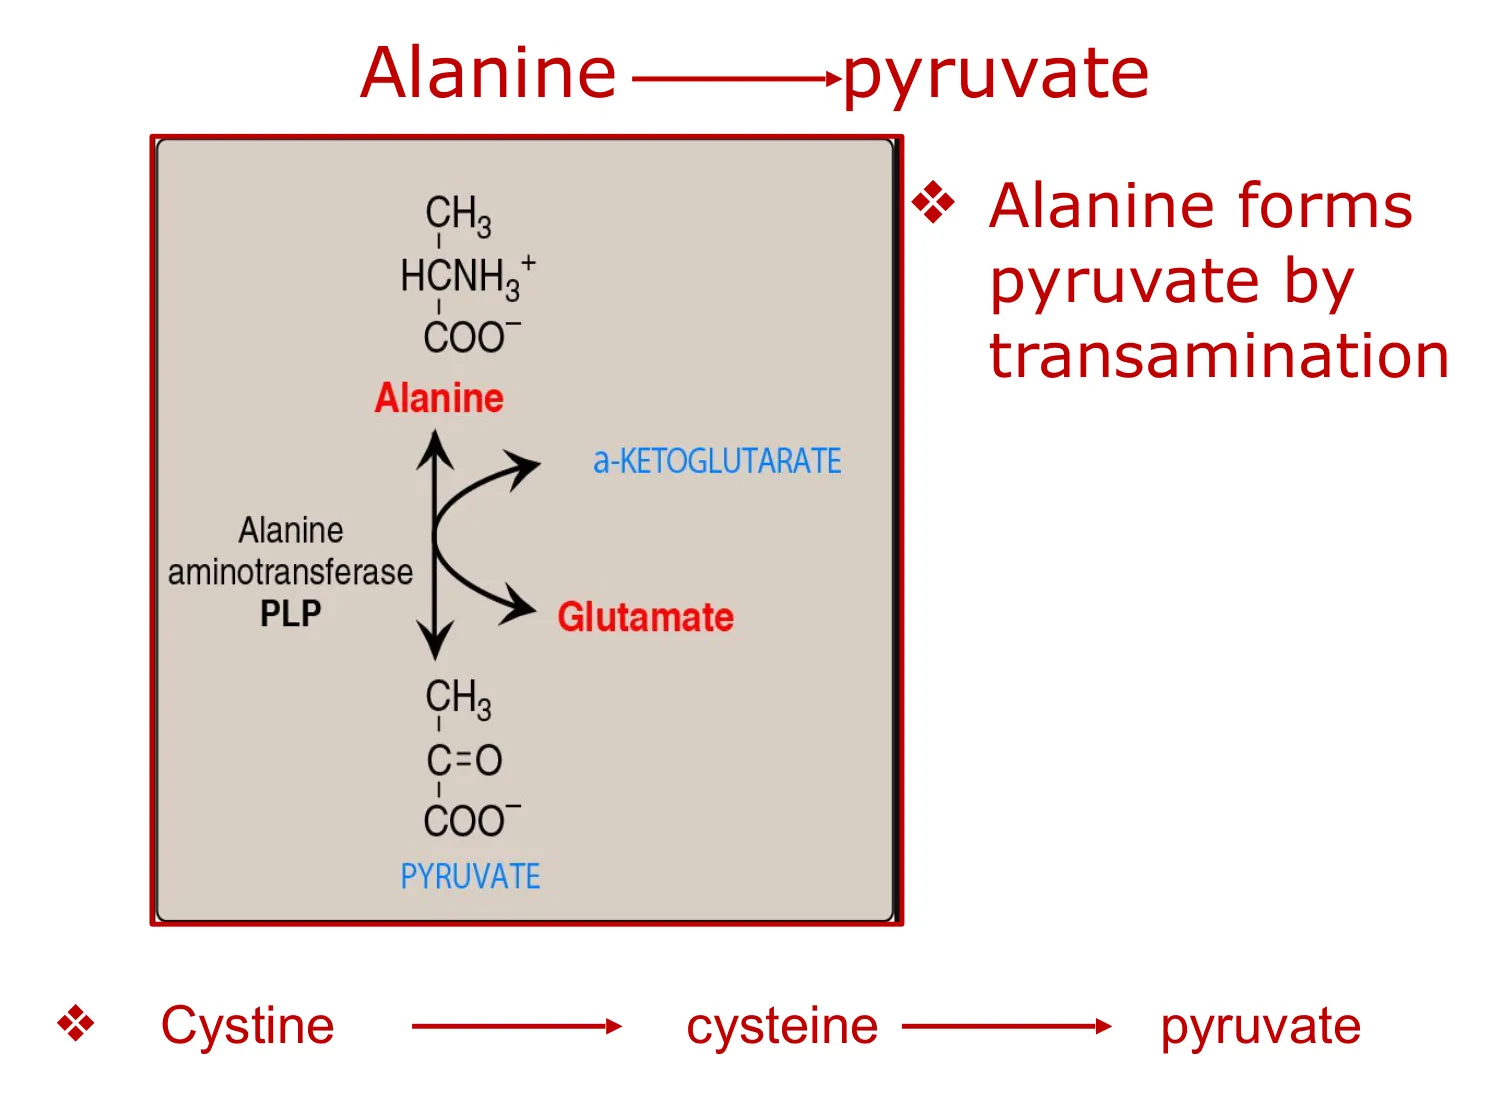 Alanine pyruvate
❖ Alanine forms
pyruvate by
transamination
CH₃
HCNH₃⁺
COO⁻
Alanine
a-KETOGLUTARATE
Alanine
aminotransferase
PLP
Glutamate
CH₃
C=O
COO⁻
PYRUVATE
❖ Cystine cysteine pyruvate